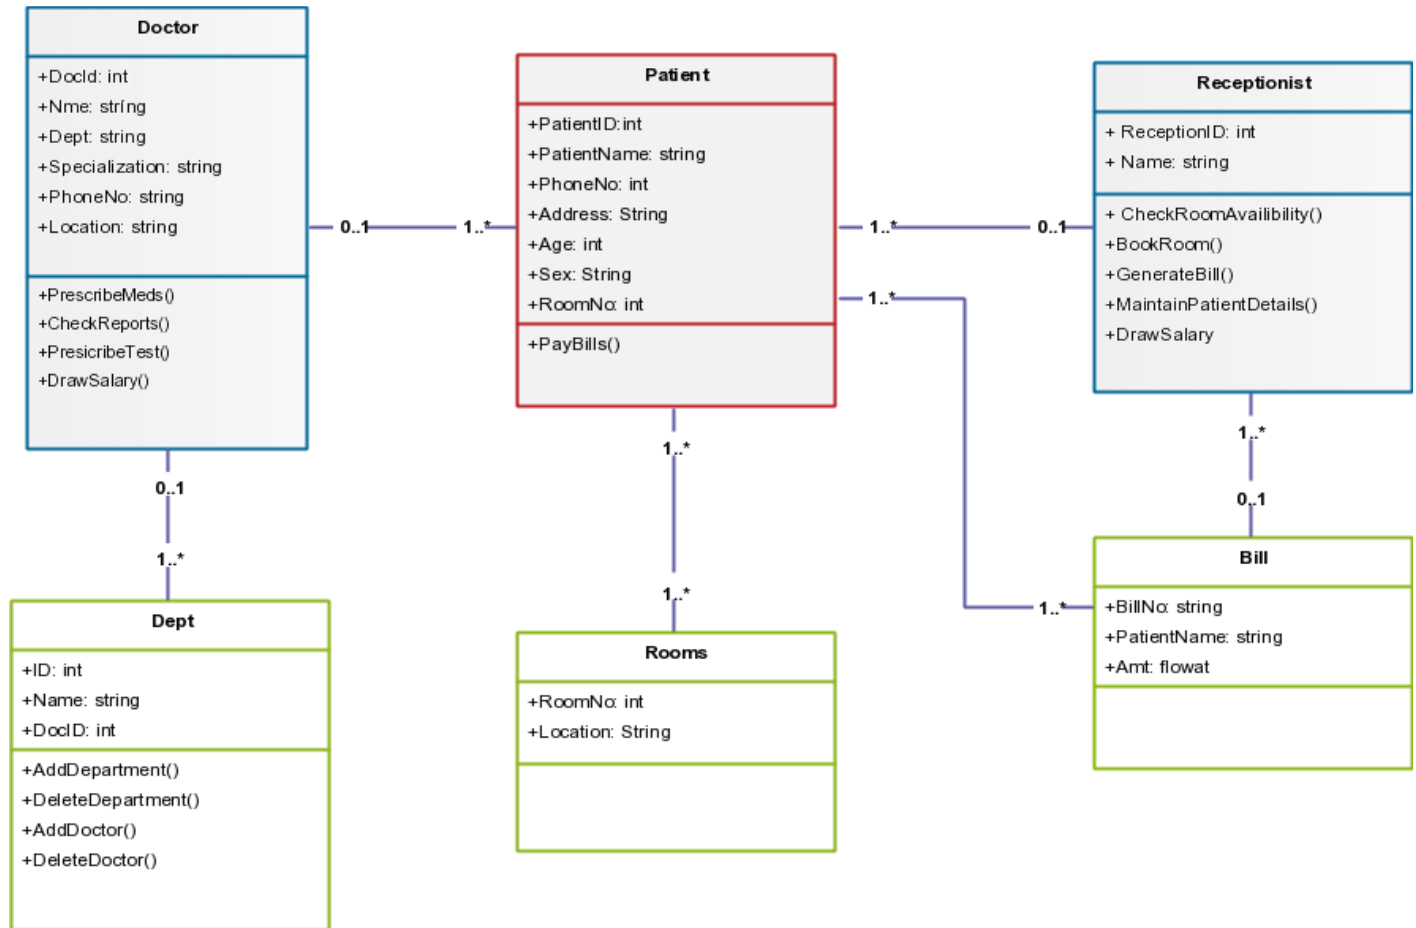 Doctor
+DocId: int
+Nme: string
+Dept: string
+Specialization: string
+PhoneNo: string
+Location: string
+PrescribeMeds()
+CheckReports()
+PresicribeTest()
+DrawSalary()
0..1
1..*
Patient
+PatientID:int
+PatientName: string
+PhoneNo: int
+Address: String
+Age: int
+Sex: String
+RoomNo: int
+PayBills()
1..*
0..1
1..*
1..*
Receptionist
+ ReceptionID: int
+ Name: string
+ CheckRoomAvailibility()
+BookRoom()
+GenerateBill()
+MaintainPatientDetails()
+DrawSalary
0..1
1..*
Dept
+ID: int
+Name: string
+DocID: int
+AddDepartment()
+DeleteDepartment()
+AddDoctor()
+DeleteDoctor()
1..*
1..*
Rooms
+RoomNo: int
+Location: String
1..*
0..1
Bill
+BillNo: string
+PatientName: string
+Amt: flowat